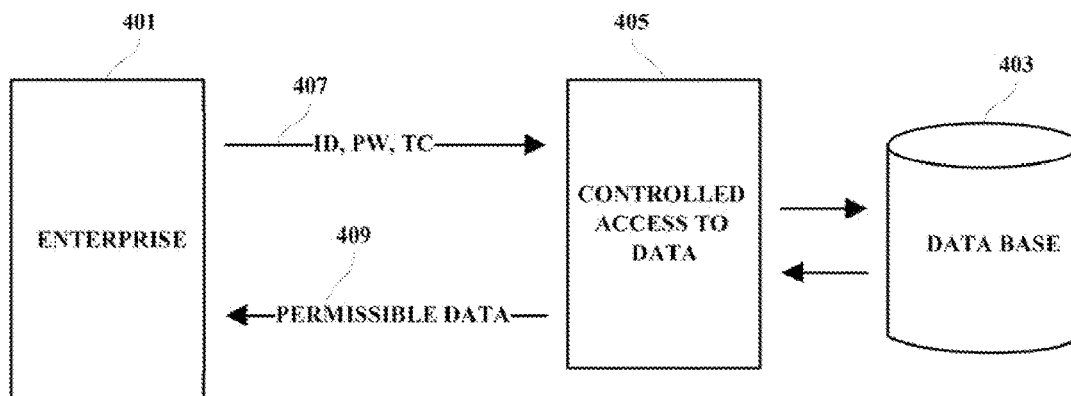 401
405
403
407
ID, PW, TC
ENTERPRISE
CONTROLLED
ACCESS TO
DATA
DATA BASE
409
PERMISSIBLE DATA